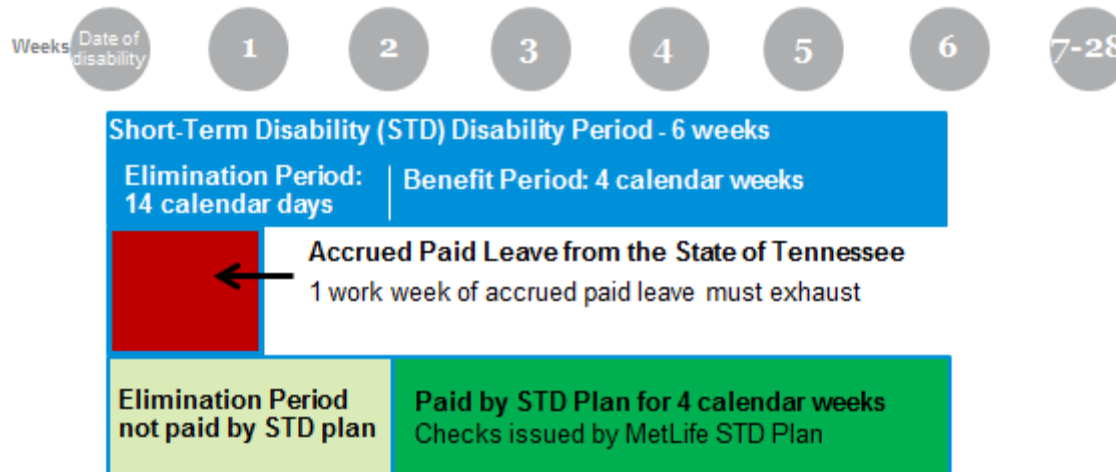 Weeks
Date of
disability
1
2
3
4
5
6
7-28
Short-Term Disability (STD) Disability Period - 6 weeks
Elimination Period:
14 calendar days
Benefit Period: 4 calendar weeks
Accrued Paid Leave from the State of Tennessee
1 work week of accrued paid leave must exhaust
Elimination Period
not paid by STD plan
Paid by STD Plan for 4 calendar weeks
Checks issued by MetLife STD Plan